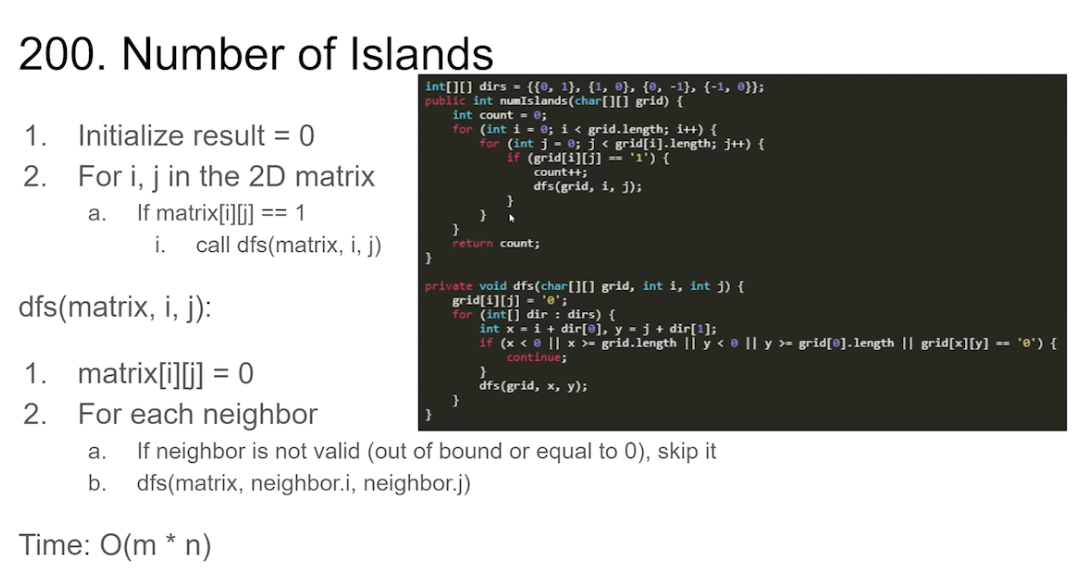 200. Number of Islands
1. Initialize result = 0
2. For i, j in the 2D matrix
a. If matrix[i][j] == 1
i. call dfs(matrix, i, j)
dfs(matrix, i, j):
1. matrix[i][j] = 0
2. For each neighbor
a. If neighbor is not valid (out of bound or equal to 0), skip it
b. dfs(matrix, neighbor.i, neighbor.j)
Time: O(m * n)
int[][] dirs = {{0, 1}, {1, 0}, {0, -1}, {-1, 0}};
public int numIslands(char[][] grid) {
    int count = 0;
    for (int i = 0; i < grid.length; i++) {
        for (int j = 0; j < grid[i].length; j++) {
            if (grid[i][j] == '1') {
                count++;
                dfs(grid, i, j);
            }
        }
    }
    return count;
}
private void dfs(char[][] grid, int i, int j) {
    grid[i][j] = '0';
    for (int[] dir : dirs) {
        int x = i + dir[0], y = j + dir[1];
        if (x < 0 || x >= grid.length || y < 0 || y >= grid[0].length || grid[x][y] == '0') {
            continue;
        }
        dfs(grid, x, y);
    }
}